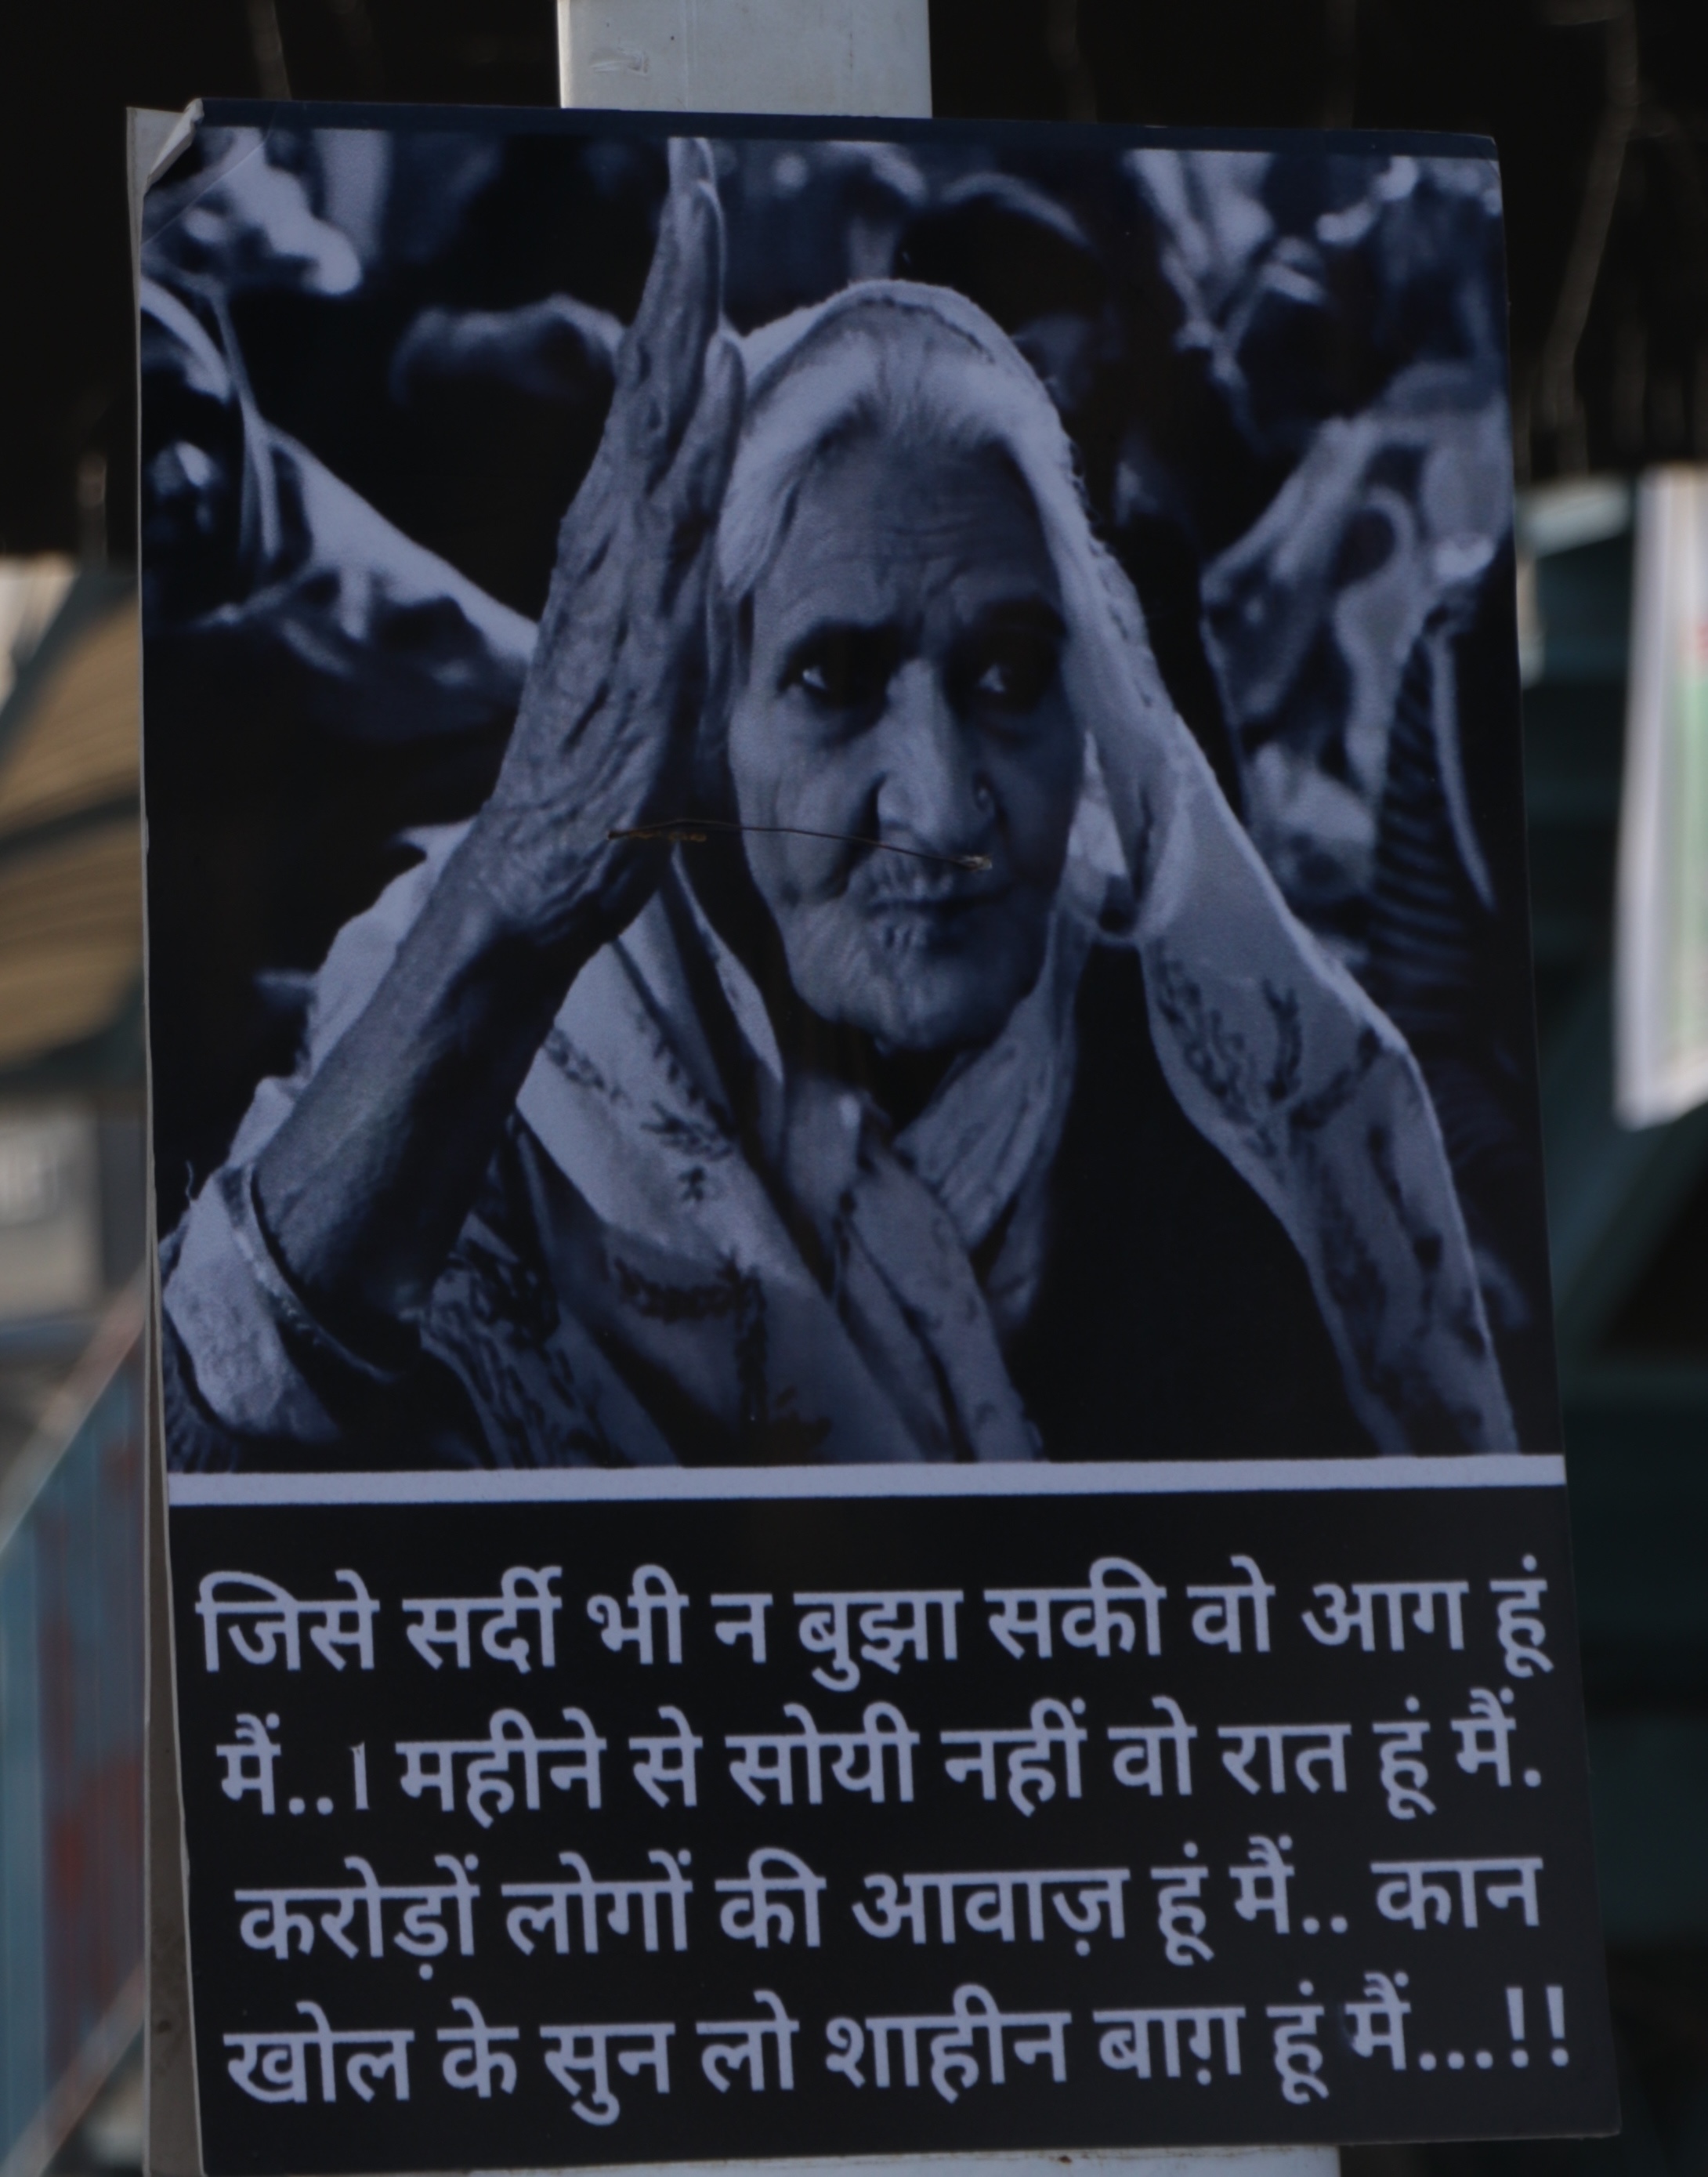 जिसे सर्दी भी न बुझा सकी वो आग हूं
मैं..। महीने से सोयी नहीं वो रात हूं मैं.
करोड़ों लोगों की आवाज़ हूं मैं.. कान
खोल के सुन लो शाहीन बाग़ हूं मैं...!!